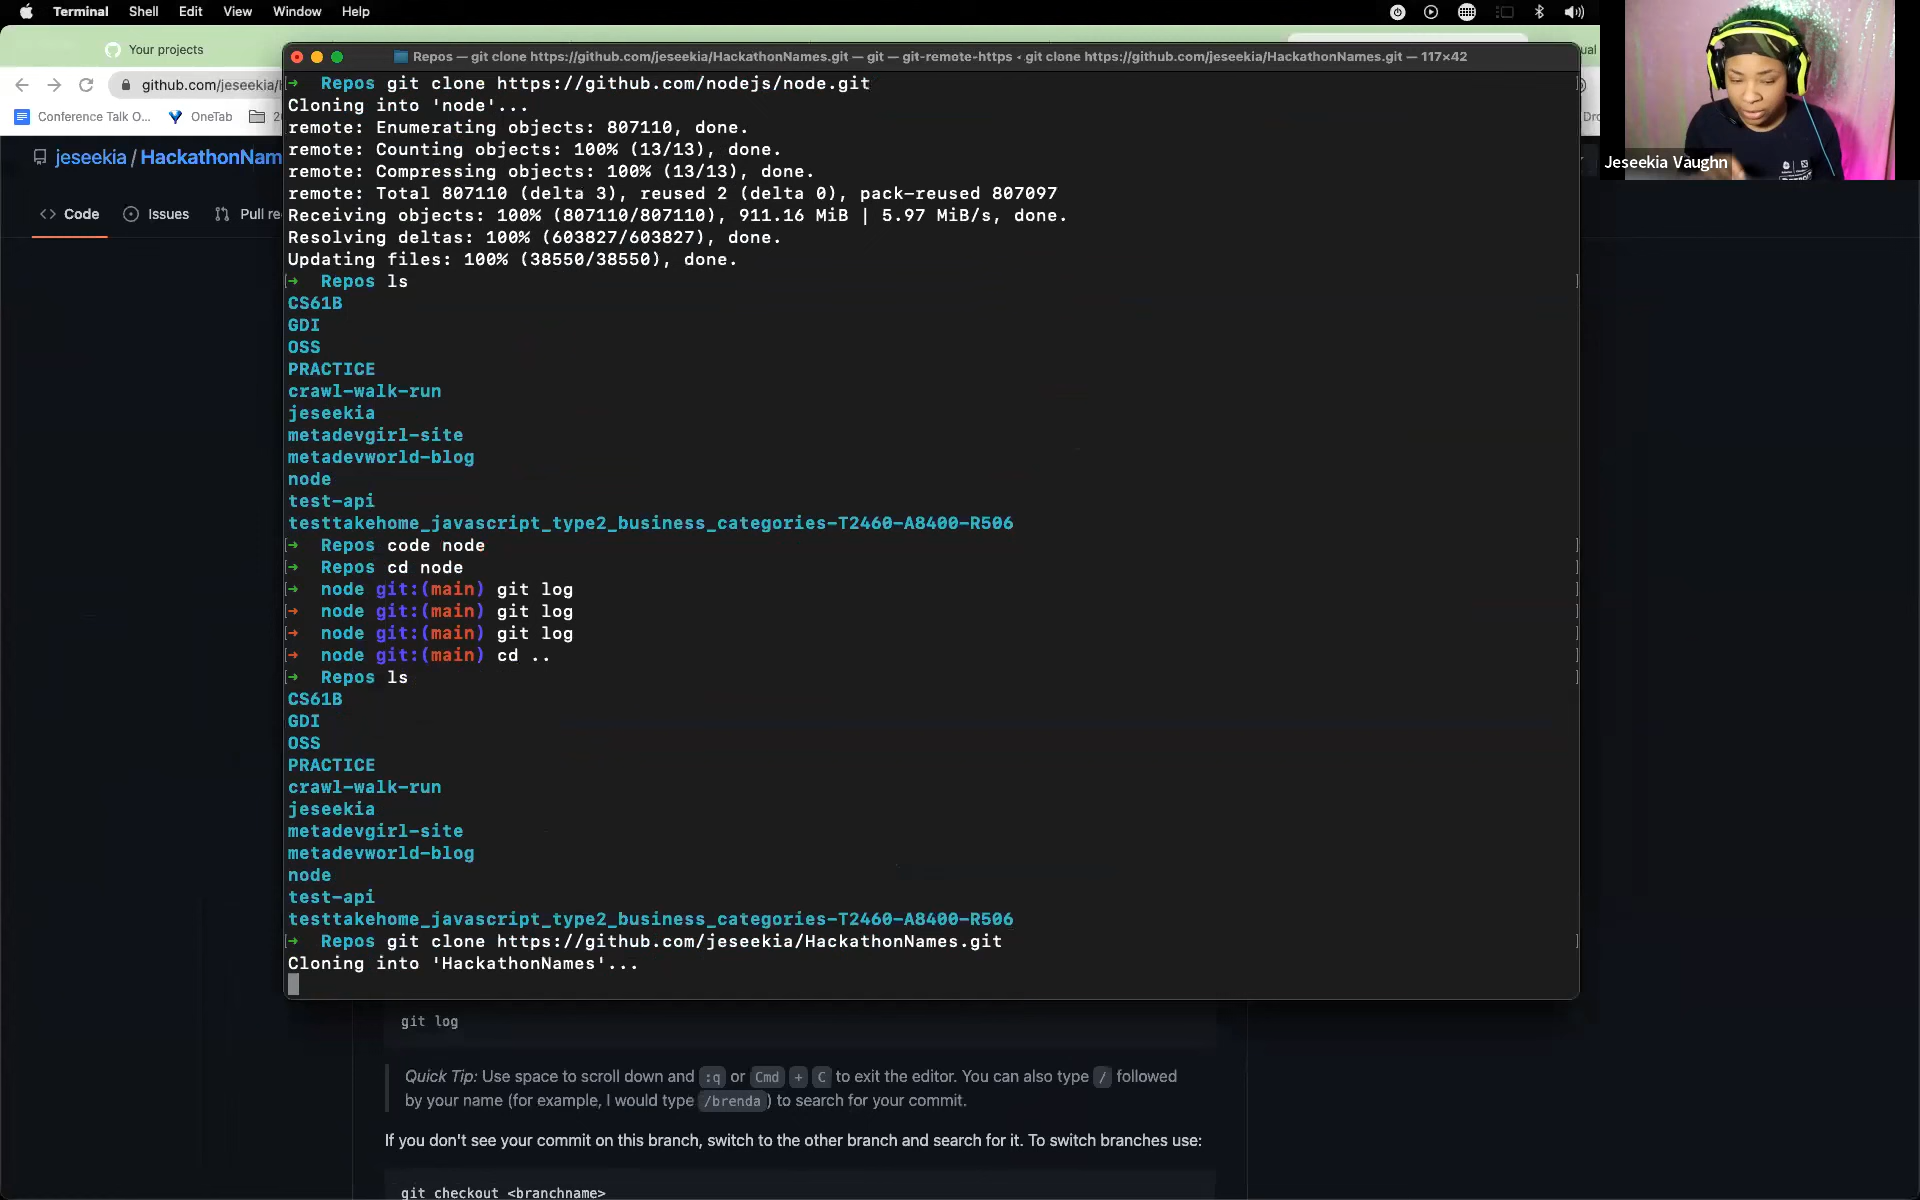 Terminal Shell Edit View Window Help
Your projects
ual
Repos — git clone https://github.com/jeseekia/HackathonNames.git — git — git-remote-https ‹ git clone https://github.com/jeseekia/HackathonNames.git — 117×42
github.com/jeseekia/
Conference Talk O... OneTab
jeseekia / HackathonNam
Code Issues Pull re
Jeseekia Vaughn
➜ Repos git clone https://github.com/nodejs/node.git
Cloning into 'node'...
remote: Enumerating objects: 807110, done.
remote: Counting objects: 100% (13/13), done.
remote: Compressing objects: 100% (13/13), done.
remote: Total 807110 (delta 3), reused 2 (delta 0), pack-reused 807097
Receiving objects: 100% (807110/807110), 911.16 MiB | 5.97 MiB/s, done.
Resolving deltas: 100% (603827/603827), done.
Updating files: 100% (38550/38550), done.
➜ Repos ls
CS61B
GDI
OSS
PRACTICE
crawl-walk-run
jeseekia
metadevgirl-site
metadevworld-blog
node
test-api
testtakehome_javascript_type2_business_categories-T2460-A8400-R506
➜ Repos code node
➜ Repos cd node
➜ node git:(main) git log
➜ node git:(main) git log
➜ node git:(main) git log
➜ node git:(main) cd ..
➜ Repos ls
CS61B
GDI
OSS
PRACTICE
crawl-walk-run
jeseekia
metadevgirl-site
metadevworld-blog
node
test-api
testtakehome_javascript_type2_business_categories-T2460-A8400-R506
➜ Repos git clone https://github.com/jeseekia/HackathonNames.git
Cloning into 'HackathonNames'...
git log
Quick Tip: Use space to scroll down and :q or Cmd + C to exit the editor. You can also type / followed
by your name (for example, I would type /brenda ) to search for your commit.
If you don't see your commit on this branch, switch to the other branch and search for it. To switch branches use:
git checkout <branchname>